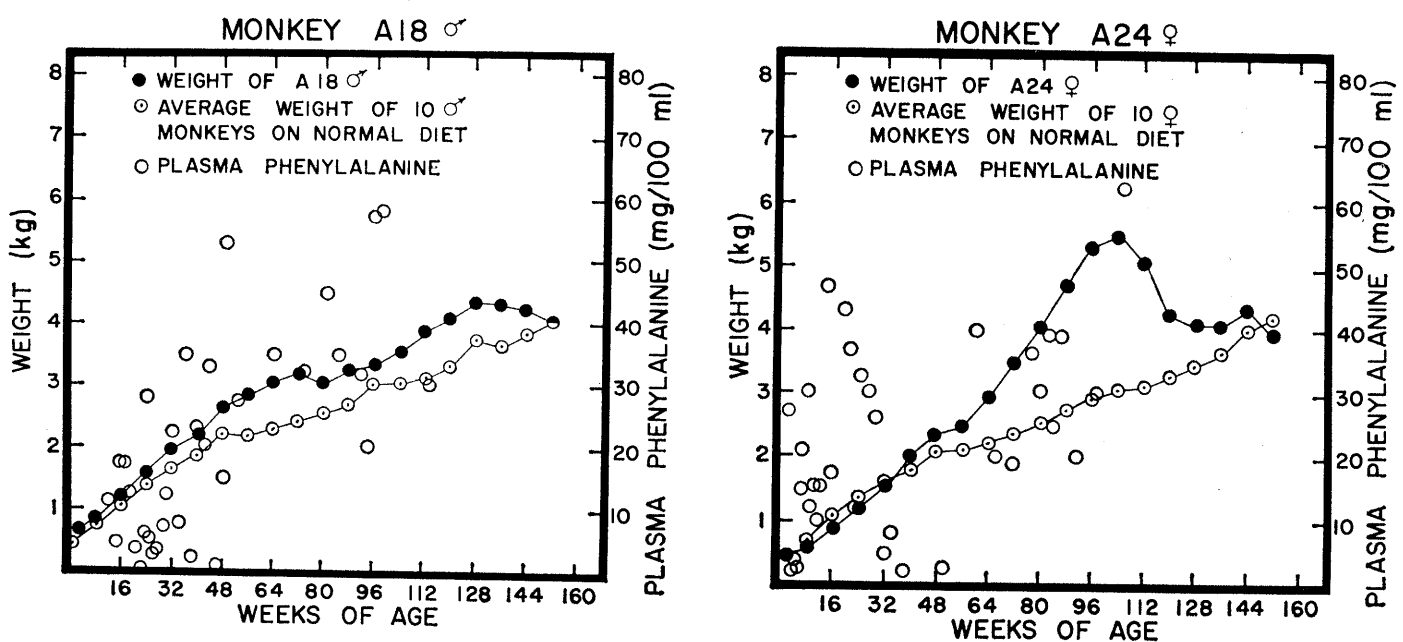 MONKEY A18 ♂
8
7
6
5
4
3
2
1
WEIGHT (kg)
● WEIGHT OF A 18 ♂
⊙ AVERAGE WEIGHT OF 10 ♂
MONKEYS ON NORMAL DIET
○ PLASMA PHENYLALANINE
80
70
60
50
40
30
20
10
PLASMA PHENYLALANINE (mg/100 ml)
16 32 48 64 80 96 112 128 144 160
WEEKS OF AGE
MONKEY A24 ♀
8
7
6
5
4
3
2
1
WEIGHT (kg)
● WEIGHT OF A24 ♀
⊙ AVERAGE WEIGHT OF 10 ♀
MONKEYS ON NORMAL DIET
○ PLASMA PHENYLALANINE
80
70
60
50
40
30
20
10
PLASMA PHENYLALANINE (mg/100 ml)
16 32 48 64 80 96 112 128 144 160
WEEKS OF AGE